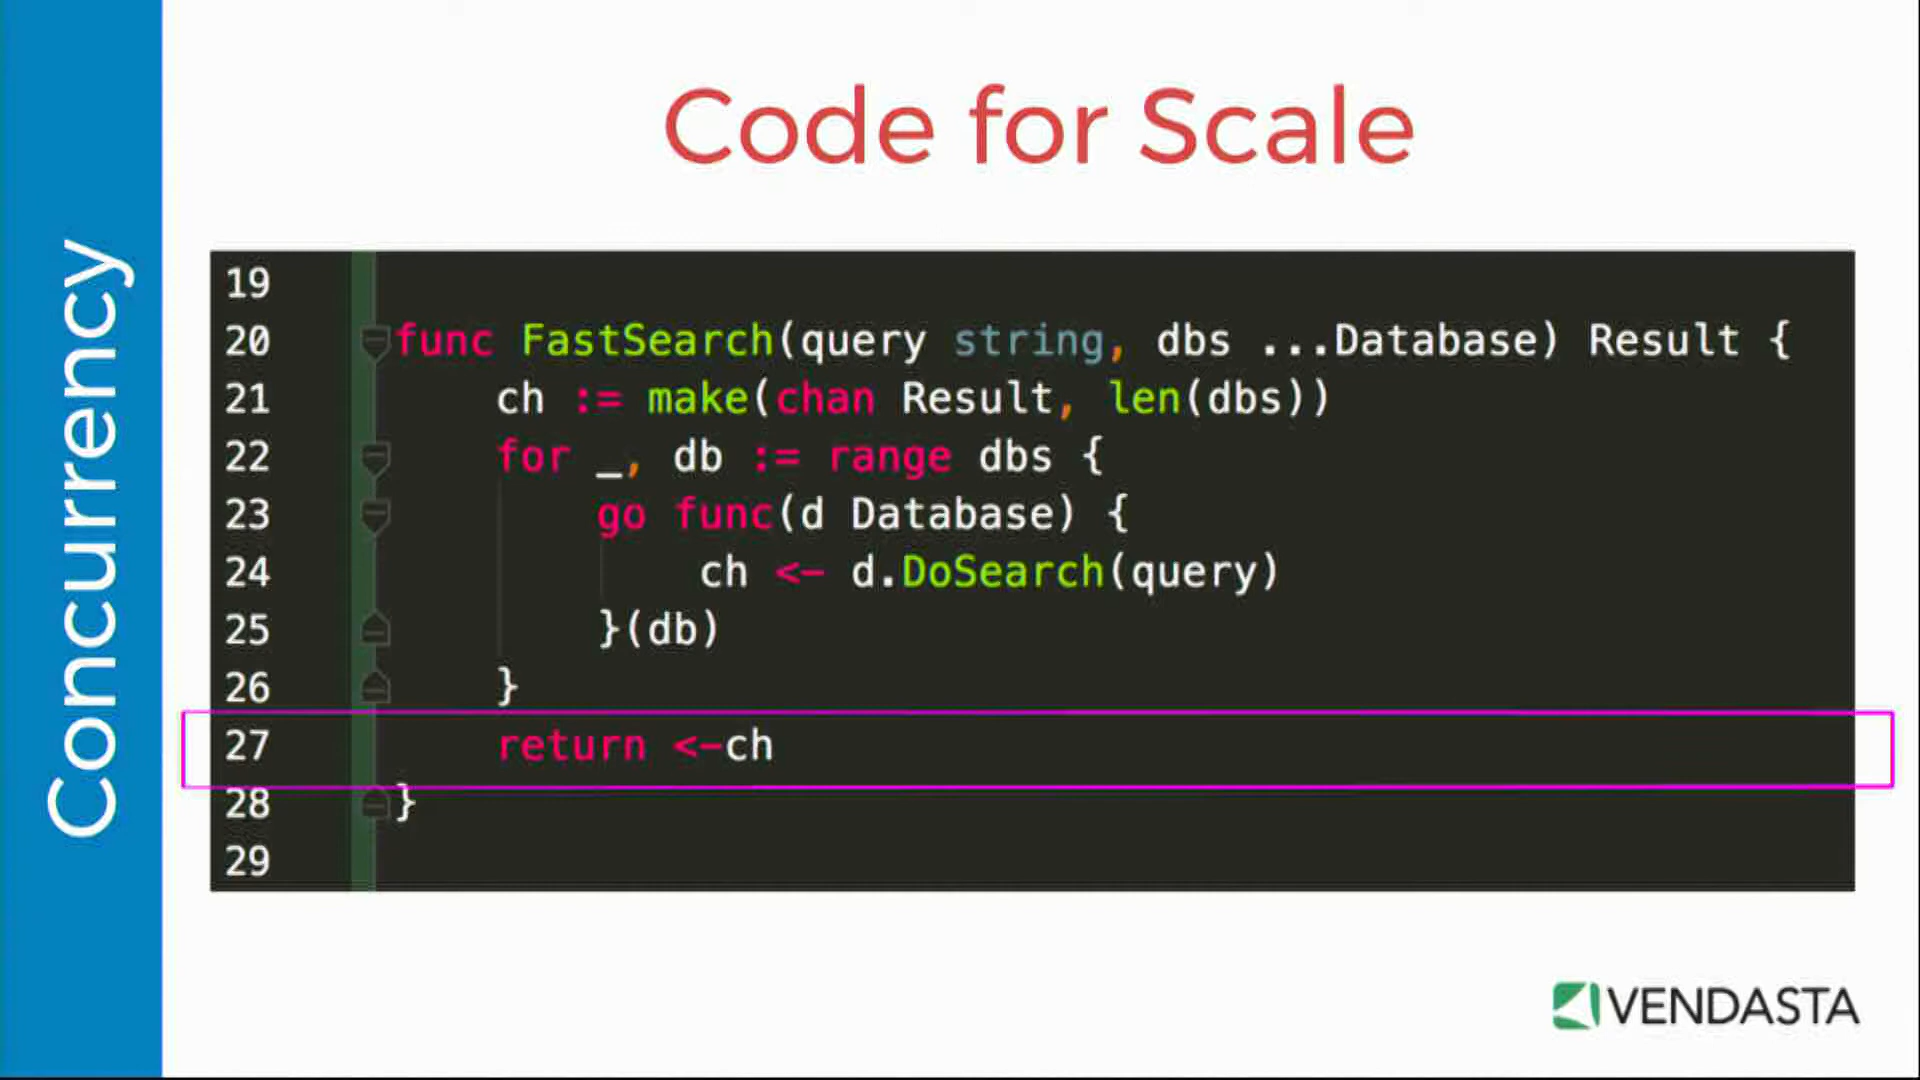 Concurrency
Code for Scale
19
20 func FastSearch(query string, dbs ...Database) Result {
21 ch := make(chan Result, len(dbs))
22 for _, db := range dbs {
23 go func(d Database) {
24 ch <- d.DoSearch(query)
25 }(db)
26 }
27 return <-ch
28 }
29
VENDASTA